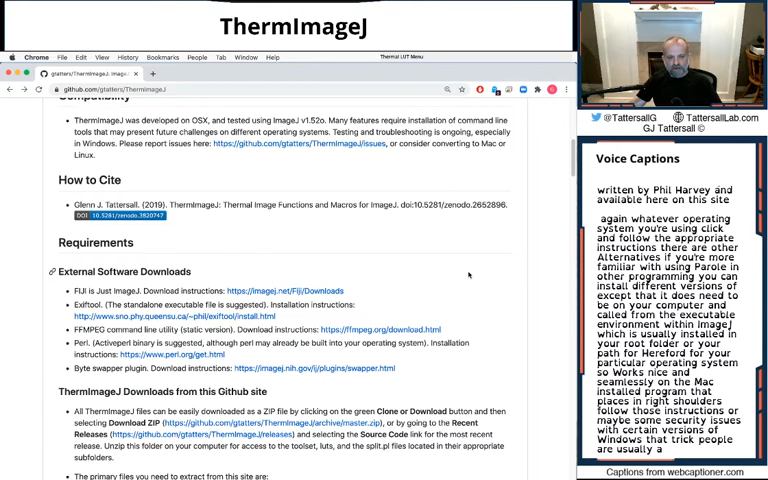 ThermImageJ
Chrome File Edit View History Bookmarks People Tab Window Help
Thermal LUT Menu
gtatters/ThermImageJ: ImageJ
github.com/gtatters/ThermImageJ
Compatibility
ThermImageJ was developed on OSX, and tested using ImageJ v1.52o. Many features require installation of command line
tools that may present future challenges on different operating systems. Testing and troubleshooting is ongoing, especially
in Windows. Please report issues here: https://github.com/gtatters/ThermImageJ/issues, or consider converting to Mac or
Linux.
How to Cite
Glenn J. Tattersall. (2019). ThermImageJ: Thermal Image Functions and Macros for ImageJ. doi:10.5281/zenodo.2652896.
DOI 10.5281/zenodo.3820747
Requirements
External Software Downloads
FIJI is Just ImageJ. Download instructions: https://imagej.net/Fiji/Downloads
Exiftool. (The standalone executable file is suggested). Installation instructions:
http://www.sno.phy.queensu.ca/~phil/exiftool/install.html
FFMPEG command line utility (static version). Download instructions: https://ffmpeg.org/download.html
Perl. (Activeperl binary is suggested, although perl may already be built into your operating system). Installation
instructions: https://www.perl.org/get.html
Byte swapper plugin. Download instructions: https://imagej.nih.gov/ij/plugins/swapper.html
ThermImageJ Downloads from this Github site
All ThermImageJ files can be easily downloaded as a ZIP file by clicking on the green Clone or Download button and then
selecting Download ZIP (https://github.com/gtatters/ThermImageJ/archive/master.zip), or by going to the Recent
Releases (https://github.com/gtatters/ThermImageJ/releases) and selecting the Source Code link for the most recent
release. Unzip this folder on your computer for access to the toolset, luts, and the split.pl files located in their appropriate
subfolders.
The primary files you need to extract from this site are:
@TattersallG TattersallLab.com
GJ Tattersall ©
Voice Captions
written by Phil Harvey and
available here on this site
again whatever operating
system you're using click
and follow the appropriate
instructions there are other
Alternatives if you're more
familiar with using Parole in
other programming you can
install different versions of
except that it does need to
be on your computer and
called from the executable
environment within ImageJ
which is usually installed in
your root folder or your
path for Hereford for your
particular operating system
so Works nice and
seamlessly on the Mac
installed program that
places in right shoulders
follow those instructions or
maybe some security issues
with certain versions of
Windows that trick people
are usually a
Captions from webcaptioner.com